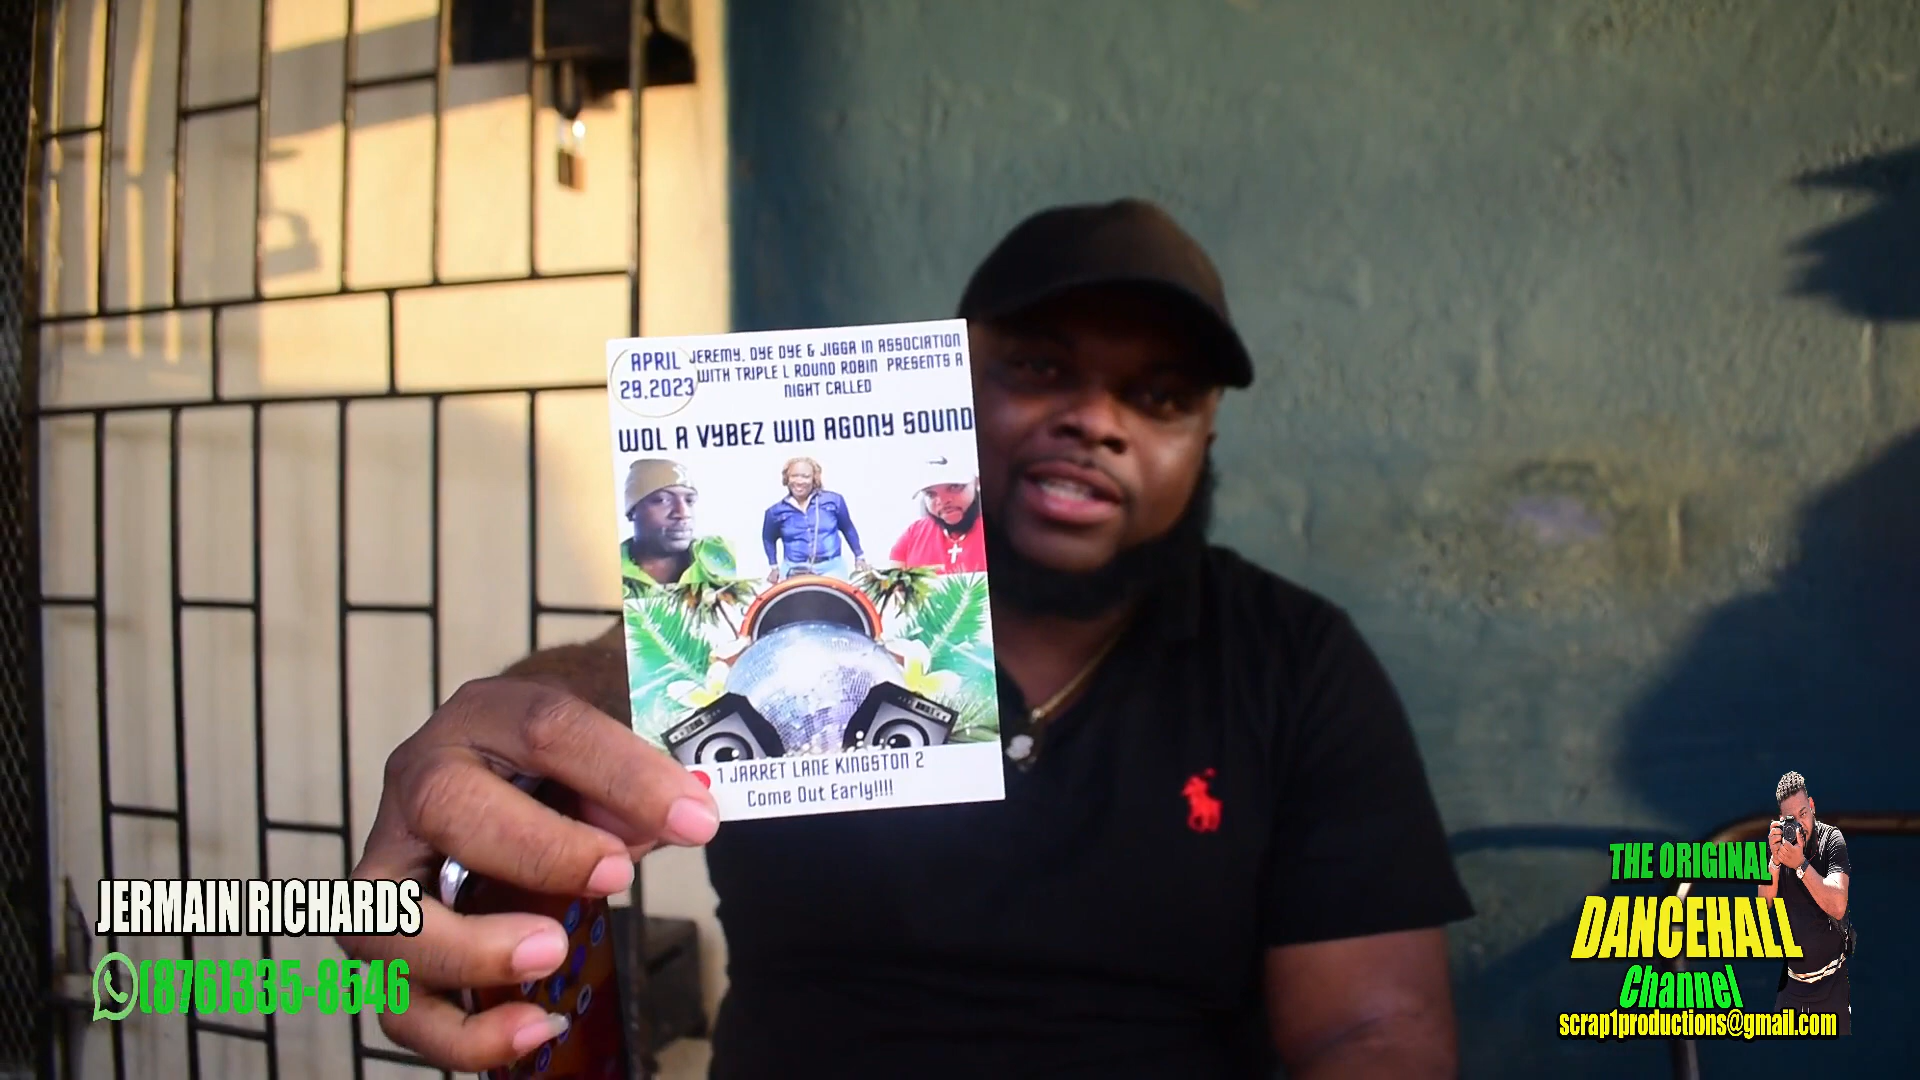 APRIL
29,2023
JEREMY, DYE DYE & JIGGA IN ASSOCIATION
WITH TRIPLE L ROUND ROBIN PRESENTS A
NIGHT CALLED
WOL A VYBEZ WID AGONY SOUND
1 JARRET LANE KINGSTON 2
Come Out Early!!!!
JERMAIN RICHARDS
(876)335-8546
THE ORIGINAL
DANCEHALL
Channel
scrap1productions@gmail.com